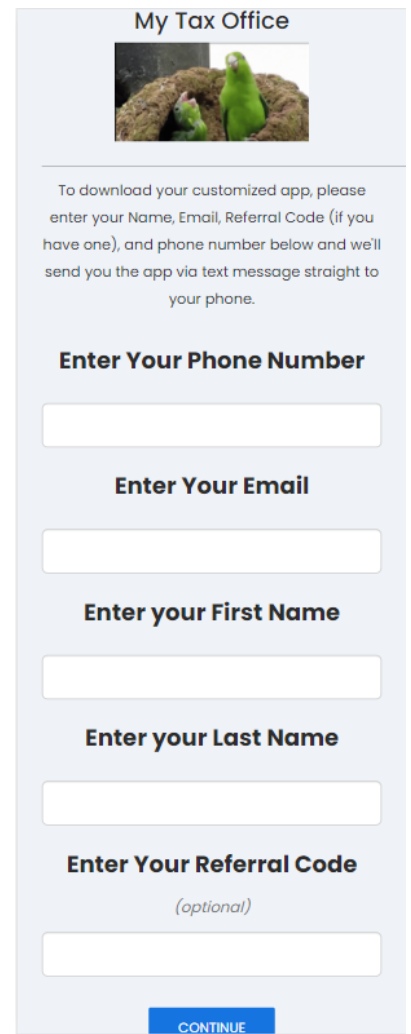 My Tax Office
To download your customized app, please
enter your Name, Email, Referral Code (if you
have one), and phone number below and we'll
send you the app via text message straight to
your phone.
Enter Your Phone Number
Enter Your Email
Enter your First Name
Enter your Last Name
Enter Your Referral Code
(optional)
CONTINUE